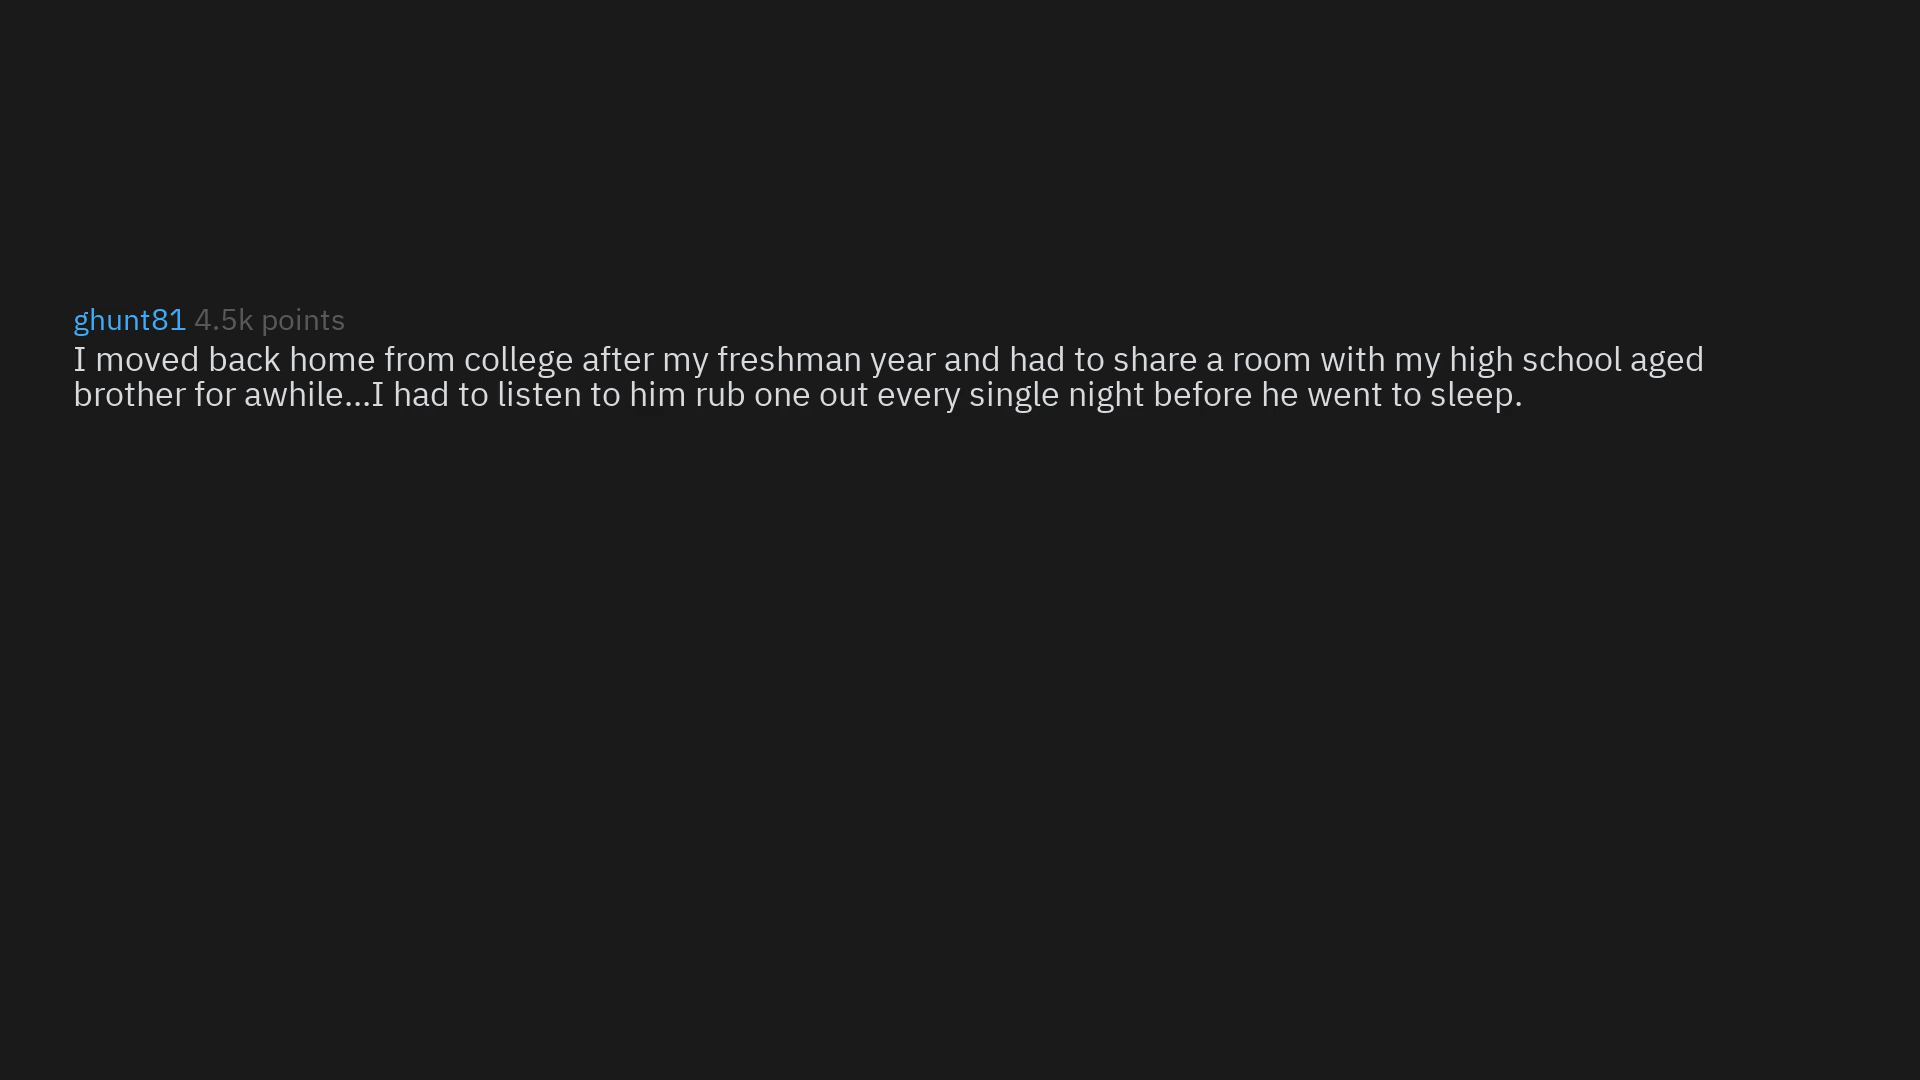 ghunt81 4.5k points
I moved back home from college after my freshman year and had to share a room with my high school aged
brother for awhile...I had to listen to him rub one out every single night before he went to sleep.